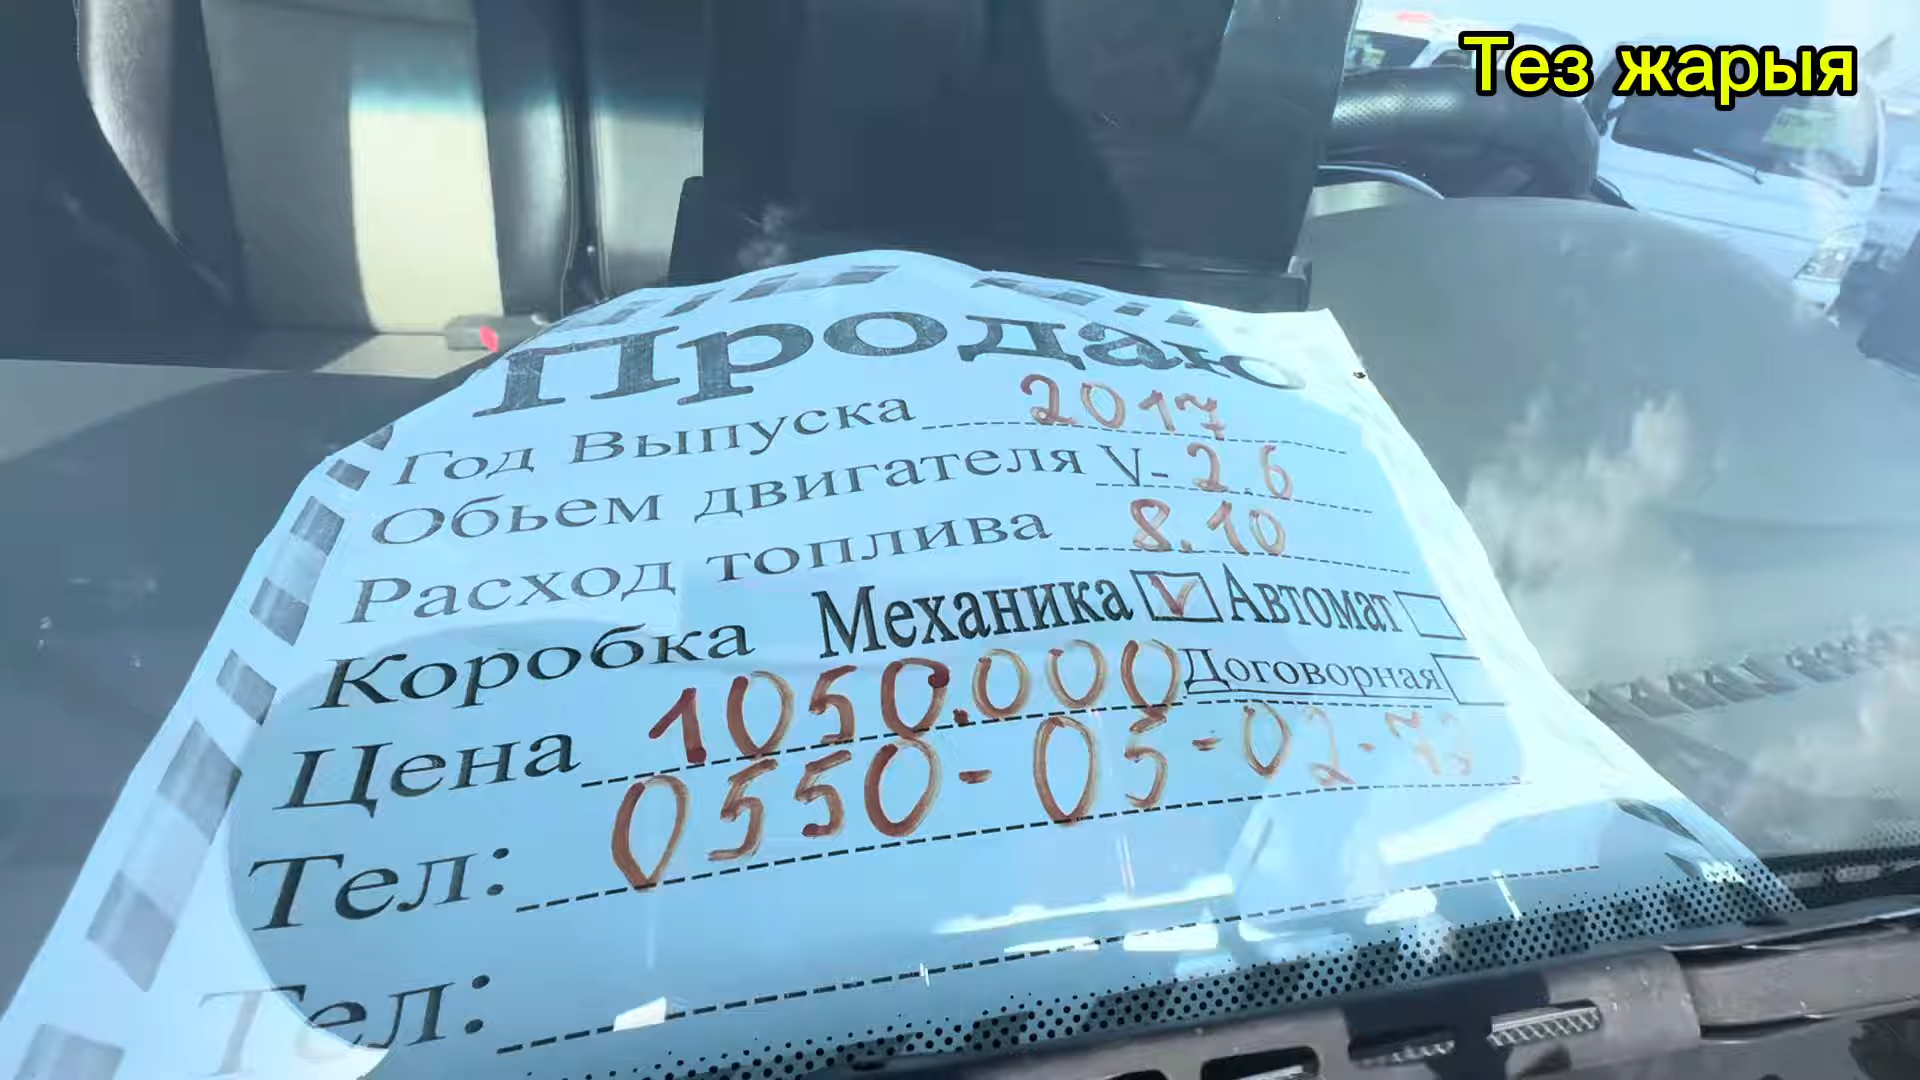 Тез жарыя
Продаю
Год Выпуска 2017
Обьем двигателя V- 2.6
Расход топлива 8.10
Коробка Механика ✓ Автомат
Цена 1050.000 Договорная
Тел: 0550-05-02-73
Тел: